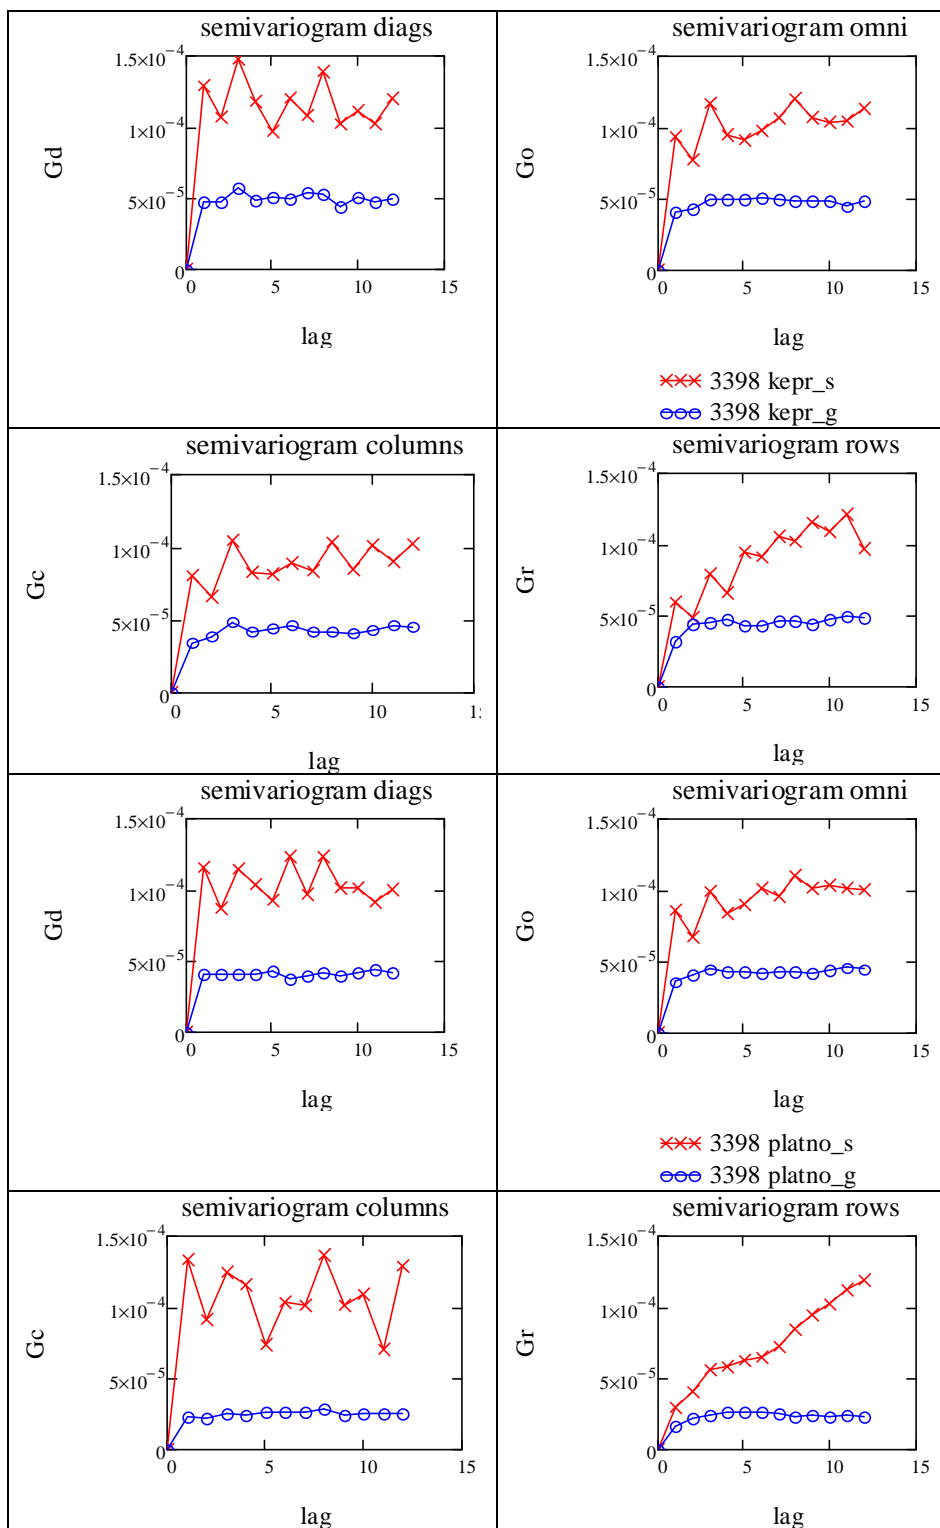 semivariogram diags
1.5×10⁻⁴
1×10⁻⁴
5×10⁻⁵
0
Gd
0 5 10 15
lag
semivariogram omni
1.5×10⁻⁴
1×10⁻⁴
5×10⁻⁵
0
Go
0 5 10 15
lag
3398 kepr_s
3398 kepr_g
semivariogram columns
1.5×10⁻⁴
1×10⁻⁴
5×10⁻⁵
0
Gc
0 5 10
lag
semivariogram rows
1.5×10⁻⁴
1×10⁻⁴
5×10⁻⁵
0
Gr
0 5 10 15
lag
semivariogram diags
1.5×10⁻⁴
1×10⁻⁴
5×10⁻⁵
0
Gd
0 5 10 15
lag
semivariogram omni
1.5×10⁻⁴
1×10⁻⁴
5×10⁻⁵
0
Go
0 5 10 15
lag
3398 platno_s
3398 platno_g
semivariogram columns
1.5×10⁻⁴
1×10⁻⁴
5×10⁻⁵
0
Gc
0 5 10 15
lag
semivariogram rows
1.5×10⁻⁴
1×10⁻⁴
5×10⁻⁵
0
Gr
0 5 10 15
lag